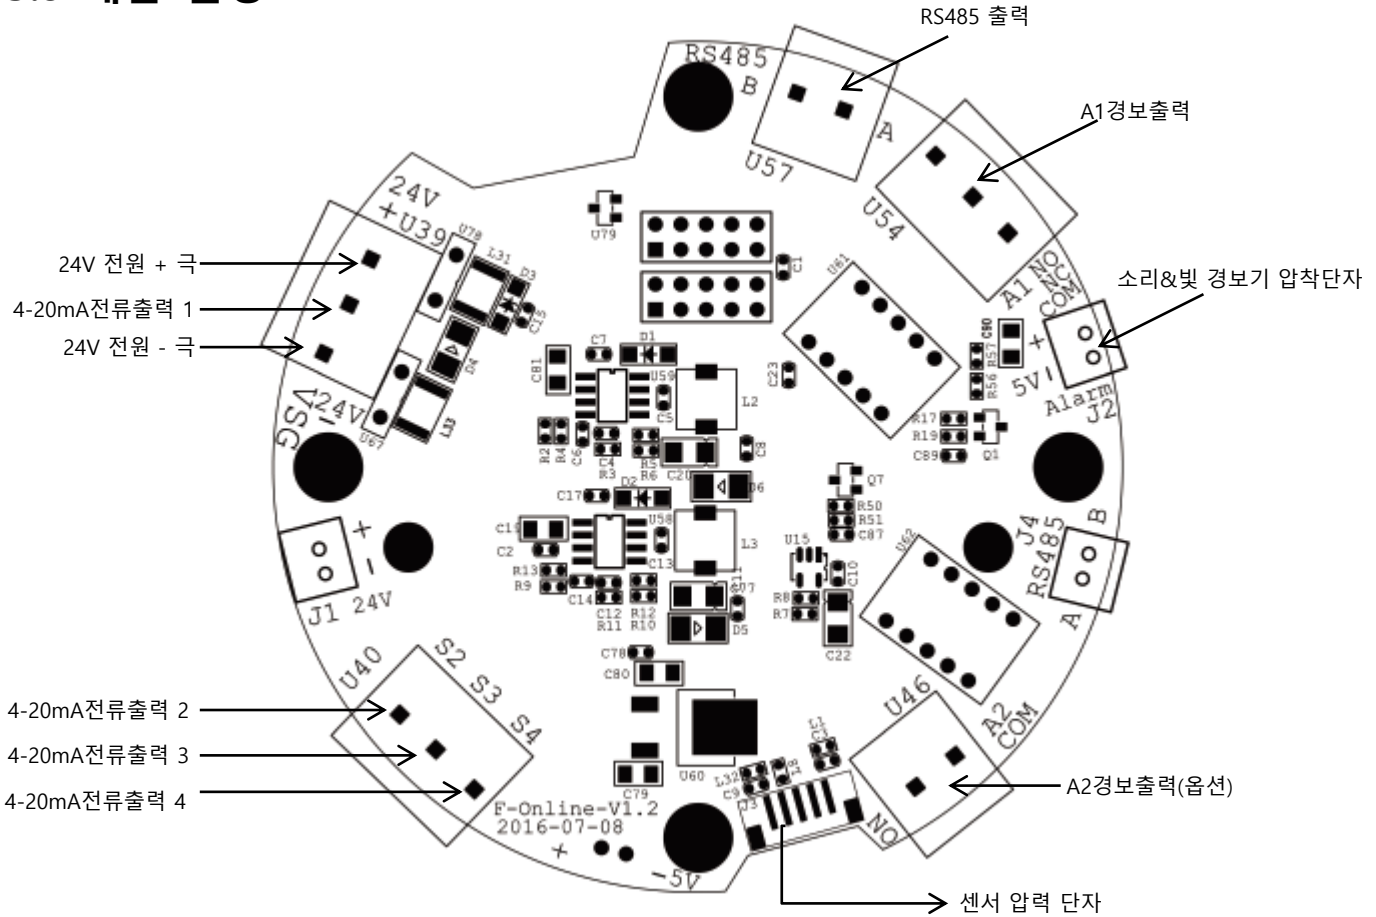 RS485 출력
RS485
B
A
U57
A1경보출력
U54
24V
+
U39
U78
L31
D3
C15
U79
C1
U61
A1 NO
NC
COM
소리&빛 경보기 압착단자
24V 전원 + 극
4-20mA전류출력 1
24V 전원 - 극
D4
L33
U67
24V
-
VSG
C81
C7
D1
U59
C5
L2
C23
C90
R57
R56
+
5V-
Alarm
J2
R17
R19
C89
Q1
R2
R4
C6
C4
R3
R5
R6
C20
C8
D6
C17
D2
Q7
R50
R51
C87
C19
C2
U58
C13
L3
U15
C10
U62
J4
RS485
B
A
R13
R9
C14
C12
R11
R12
R10
D5
R8
R7
C22
+
-
J1
24V
C78
C80
U40
S2
S3
S4
4-20mA전류출력 2
4-20mA전류출력 3
4-20mA전류출력 4
U46
A2
COM
NO
A2경보출력(옵션)
U60
C79
L32
C9
J3
F-Online-V1.2
2016-07-08
+
-5V
센서 압력 단자